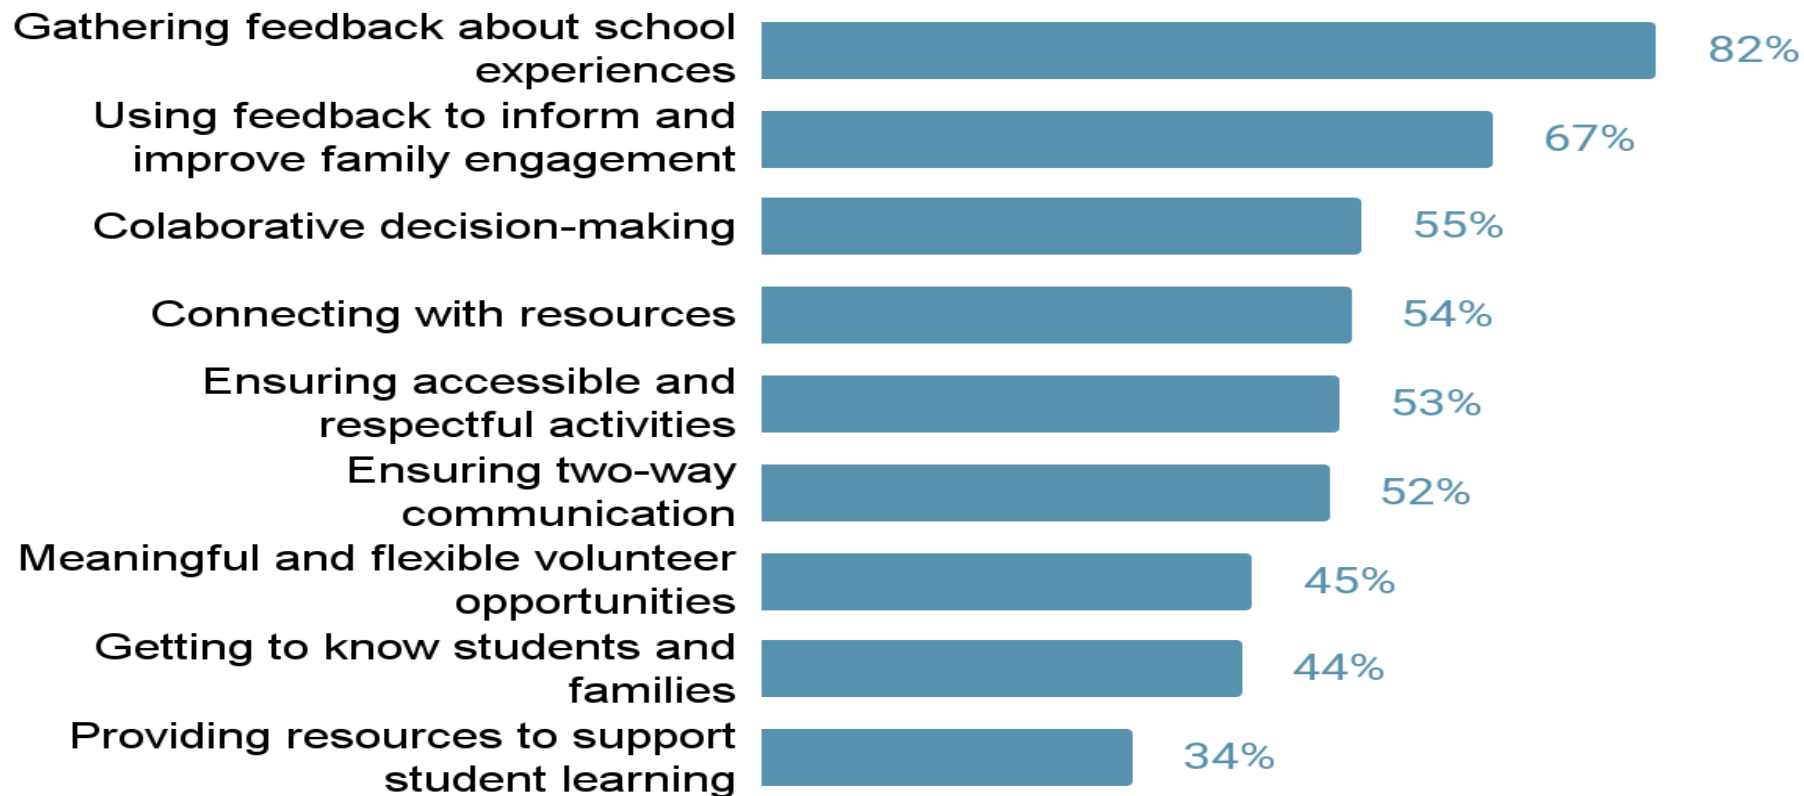 Gathering feedback about school
experiences
82%
Using feedback to inform and
improve family engagement
67%
Colaborative decision-making
55%
Connecting with resources
54%
Ensuring accessible and
respectful activities
53%
Ensuring two-way
communication
52%
Meaningful and flexible volunteer
opportunities
45%
Getting to know students and
families
44%
Providing resources to support
student learning
34%